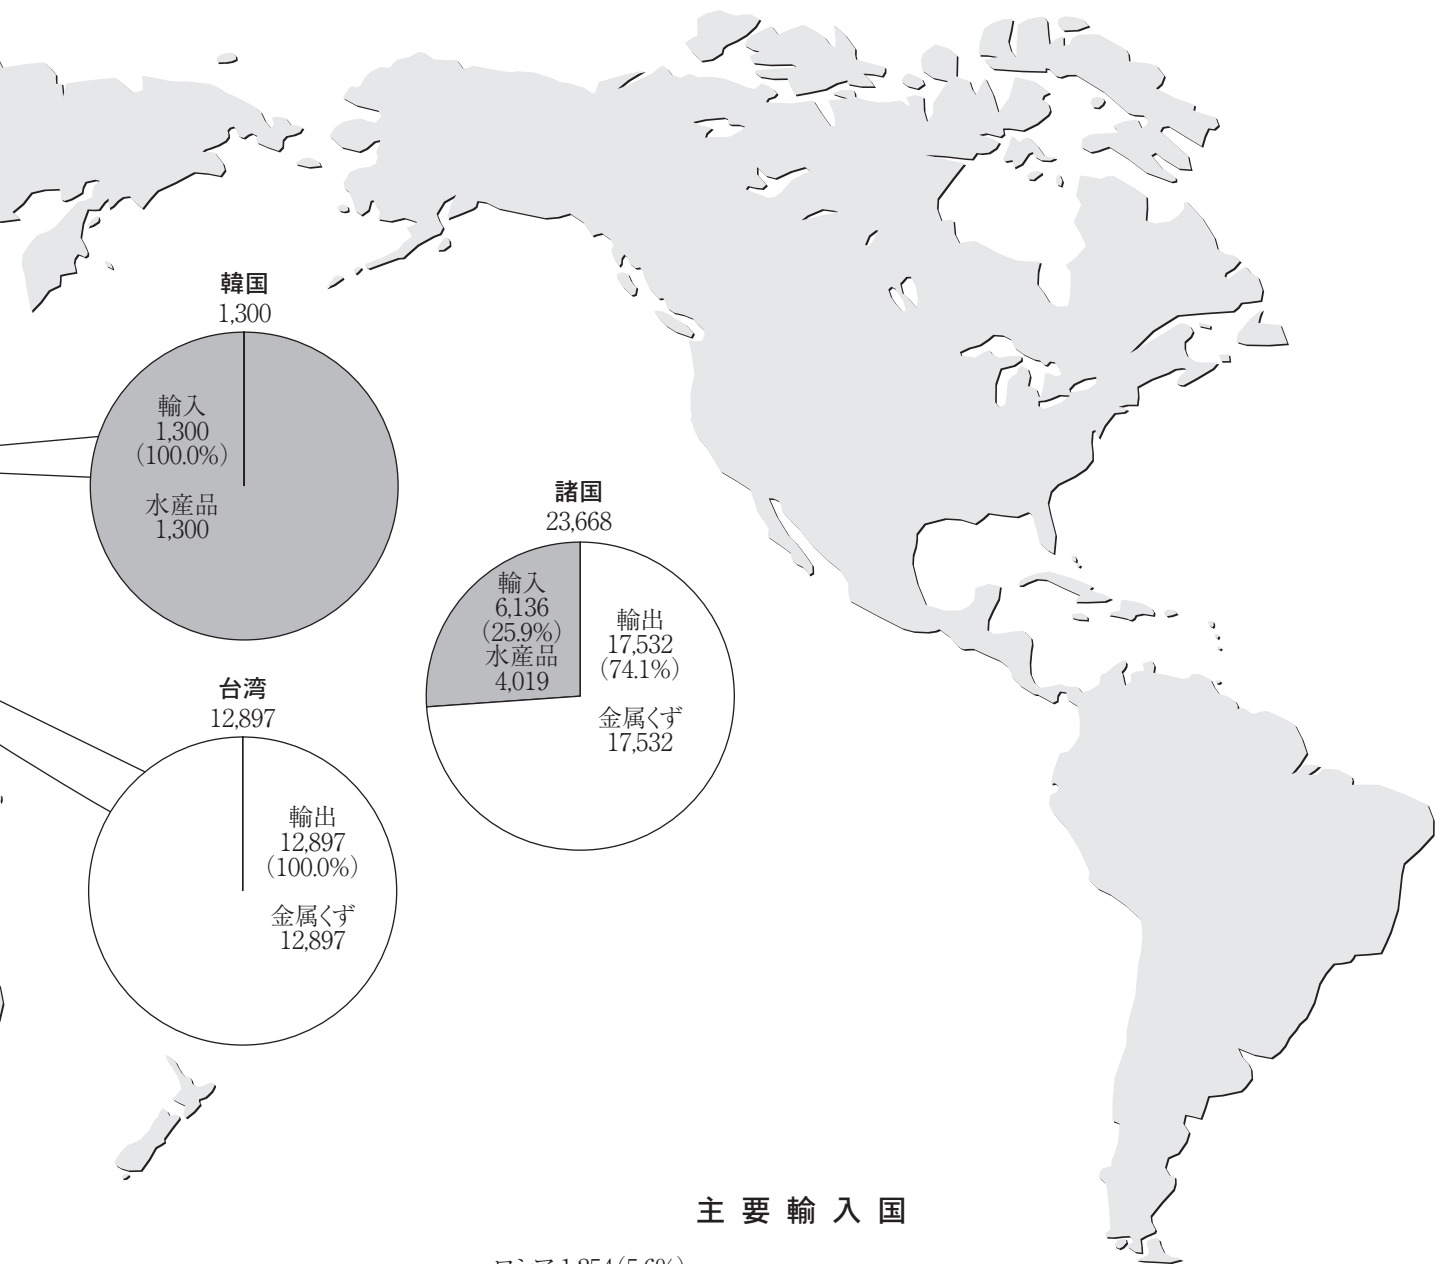 韓国
1,300
輸入
1,300
(100.0%)
水産品
1,300
諸国
23,668
輸入
6,136
(25.9%)
水産品
4,019
輸出
17,532
(74.1%)
金属くず
17,532
台湾
12,897
輸出
12,897
(100.0%)
金属くず
12,897
主要輸入国